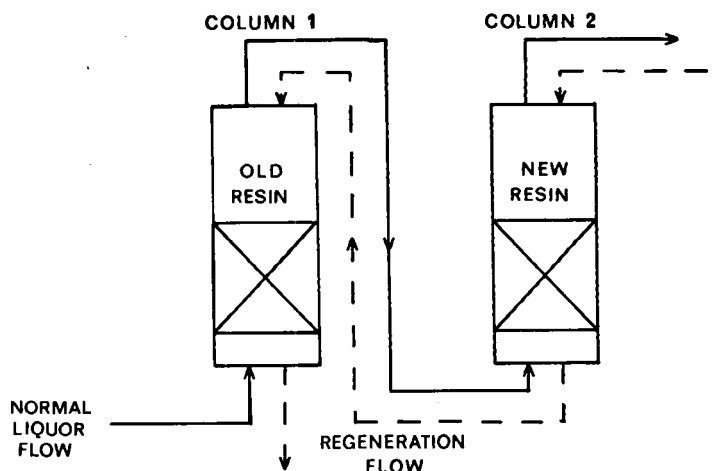 COLUMN 1
COLUMN 2
OLD
RESIN
NEW
RESIN
NORMAL
LIQUOR
FLOW
REGENERATION
FLOW